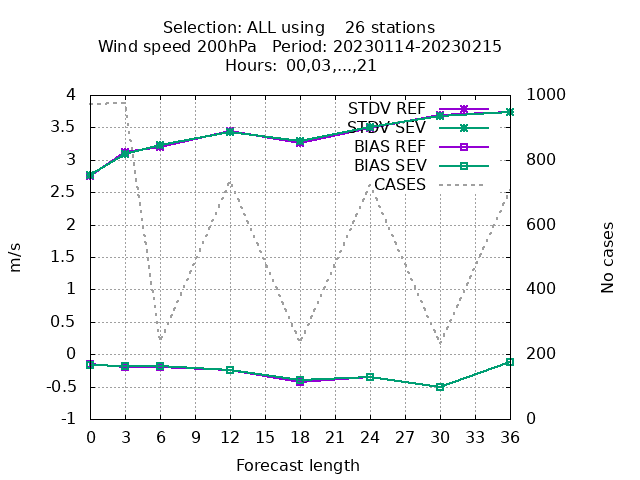 Selection: ALL using    26 stations
Wind speed 200hPa   Period: 20230114-20230215
Hours: 00,03,...,21
4
3.5
3
2.5
2
1.5
1
0.5
0
-0.5
-1
1000
800
600
400
200
0
STDV REF
STDV SEV
BIAS REF
BIAS SEV
CASES
m/s
No cases
0 3 6 9 12 15 18 21 24 27 30 33 36
Forecast length